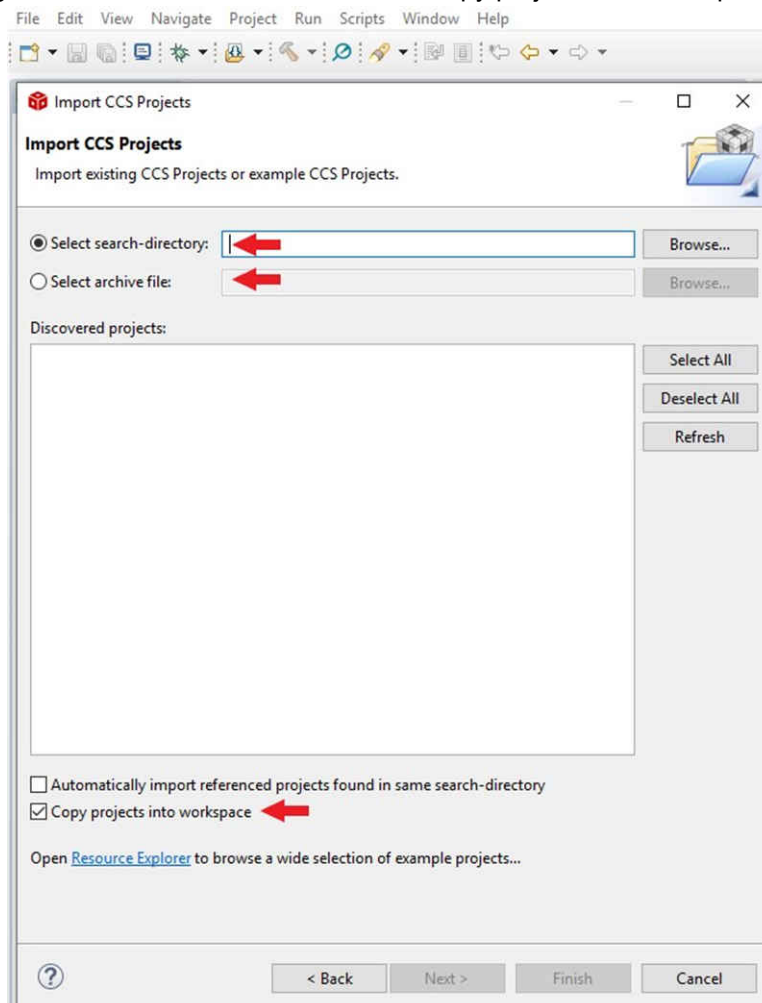 File Edit View Navigate Project Run Scripts Window Help
Import CCS Projects
Import CCS Projects
Import existing CCS Projects or example CCS Projects.
Select search-directory: Browse...
Select archive file: Browse...
Discovered projects:
Select All
Deselect All
Refresh
Automatically import referenced projects found in same search-directory
Copy projects into workspace
Open Resource Explorer to browse a wide selection of example projects...
? < Back Next > Finish Cancel